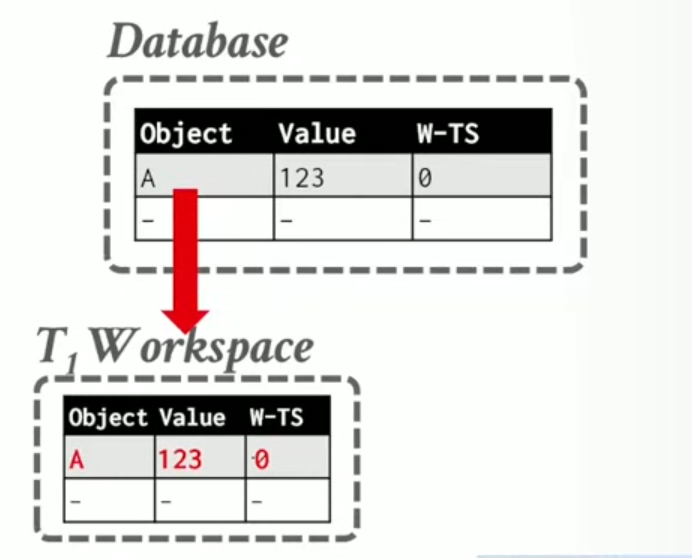 Database
Object Value W-TS
A 123 0
– – –
T1 Workspace
Object Value W-TS
A 123 0
– – –